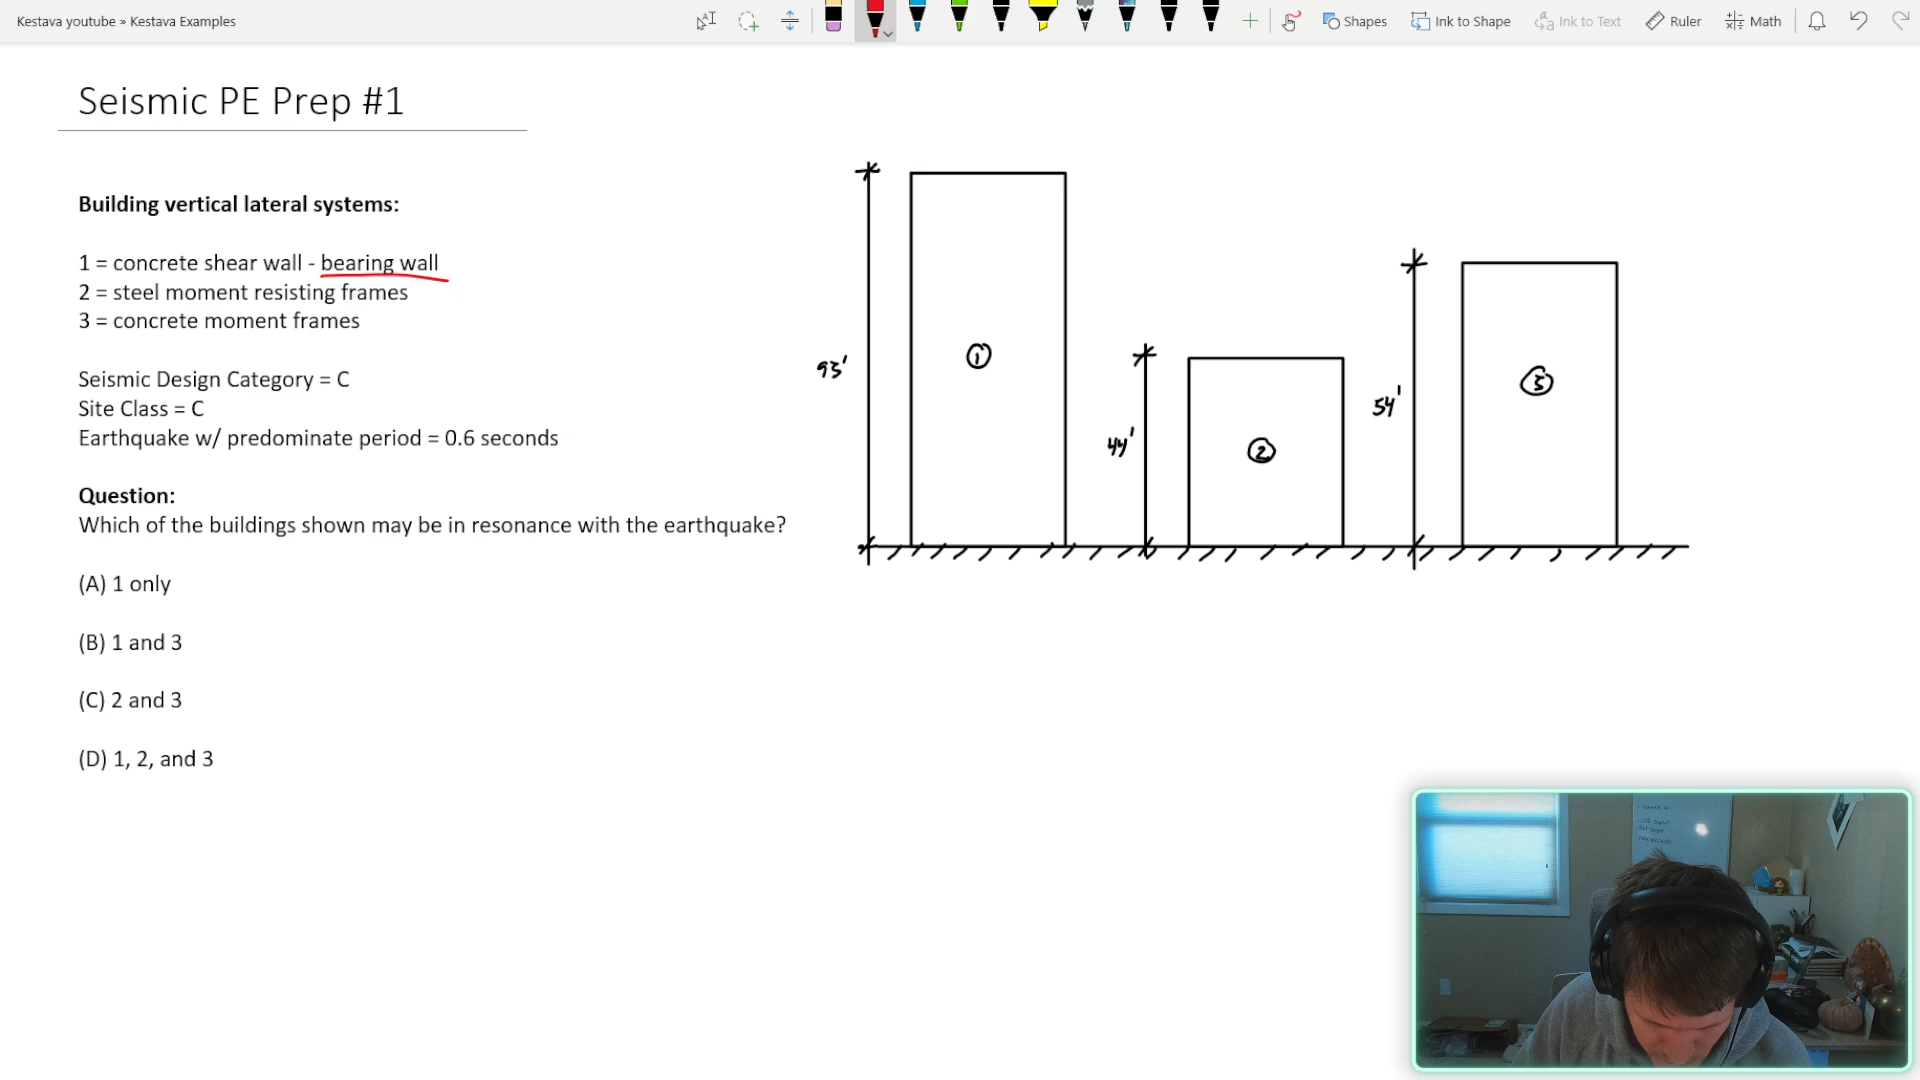 Kestava youtube » Kestava Examples
Shapes
Ink to Shape
Ink to Text
Ruler
Math
Seismic PE Prep #1
Building vertical lateral systems:
1 = concrete shear wall - bearing wall
2 = steel moment resisting frames
3 = concrete moment frames
Seismic Design Category = C
Site Class = C
Earthquake w/ predominate period = 0.6 seconds
Question:
Which of the buildings shown may be in resonance with the earthquake?
(A) 1 only
(B) 1 and 3
(C) 2 and 3
(D) 1, 2, and 3
93'
1
44'
2
54'
3